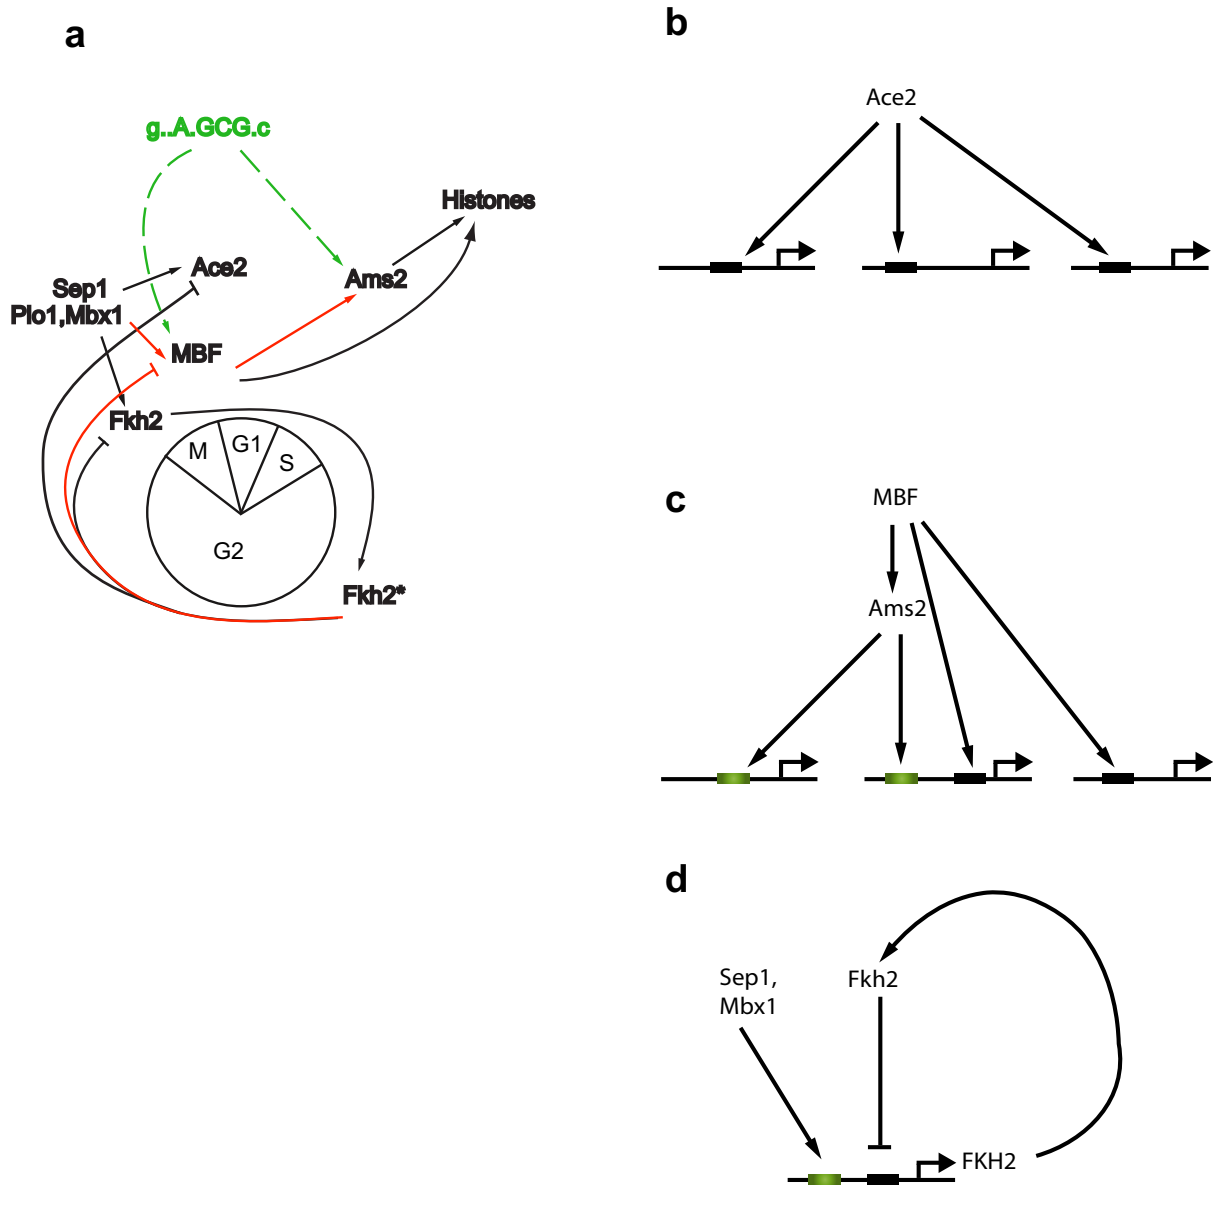 a
g..A.GCG.c
Histones
Ace2
Ams2
Sep1
Plo1,Mbx1
MBF
Fkh2
M
G1
S
G2
Fkh2*
b
Ace2
c
MBF
Ams2
d
Sep1,
Mbx1
Fkh2
FKH2